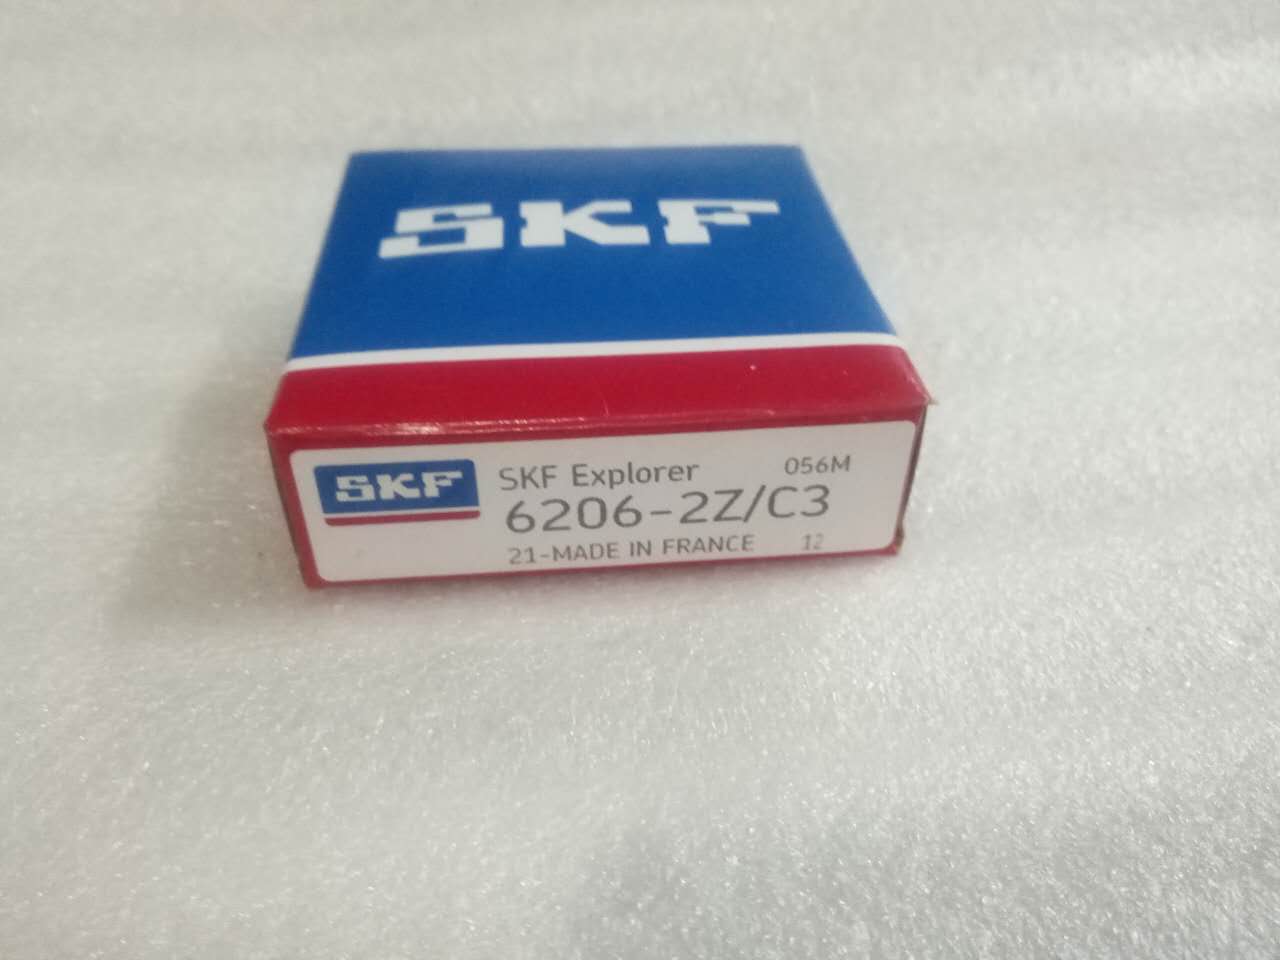 SKF
SKF
SKF Explorer 056M
6206-2Z/C3
21-MADE IN FRANCE 12